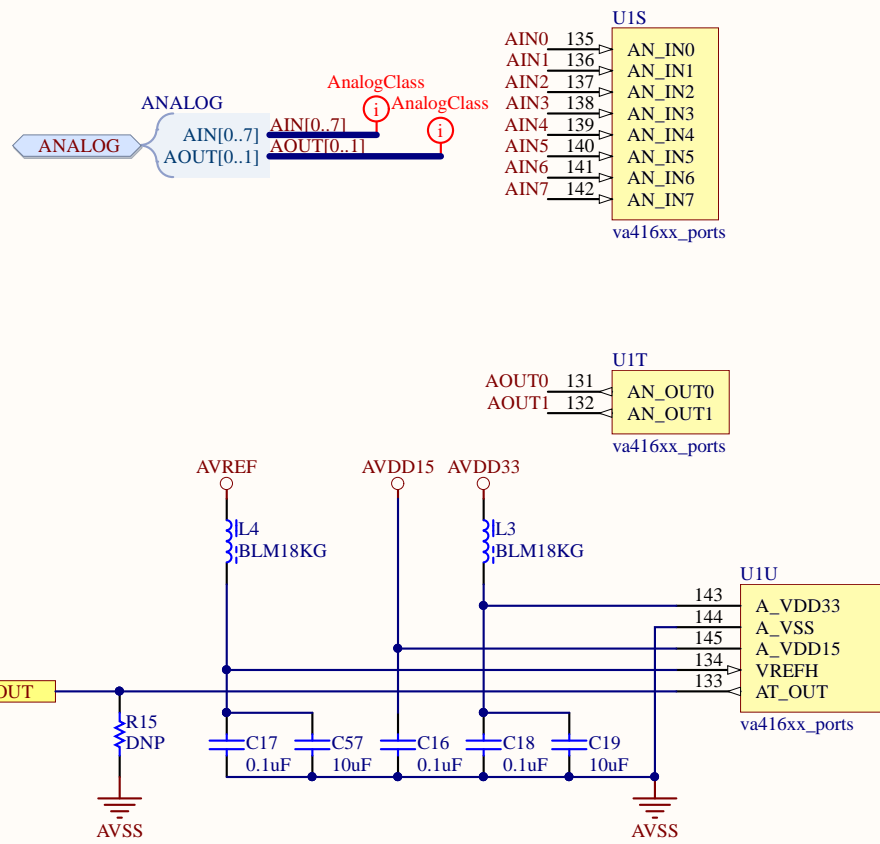 U1S
AIN0 135 AN_IN0
AIN1 136 AN_IN1
AIN2 137 AN_IN2
AIN3 138 AN_IN3
AIN4 139 AN_IN4
AIN5 140 AN_IN5
AIN6 141 AN_IN6
AIN7 142 AN_IN7
va416xx_ports
AnalogClass
AnalogClass
i
i
ANALOG
ANALOG
AIN[0..7] AIN[0..7]
AOUT[0..1] AOUT[0..1]
U1T
AOUT0 131 AN_OUT0
AOUT1 132 AN_OUT1
va416xx_ports
AVREF AVDD15 AVDD33
L4
BLM18KG
L3
BLM18KG
U1U
143 A_VDD33
144 A_VSS
145 A_VDD15
134 VREFH
133 AT_OUT
va416xx_ports
OUT
R15
DNP
C17
0.1uF
C57
10uF
C16
0.1uF
C18
0.1uF
C19
10uF
AVSS
AVSS